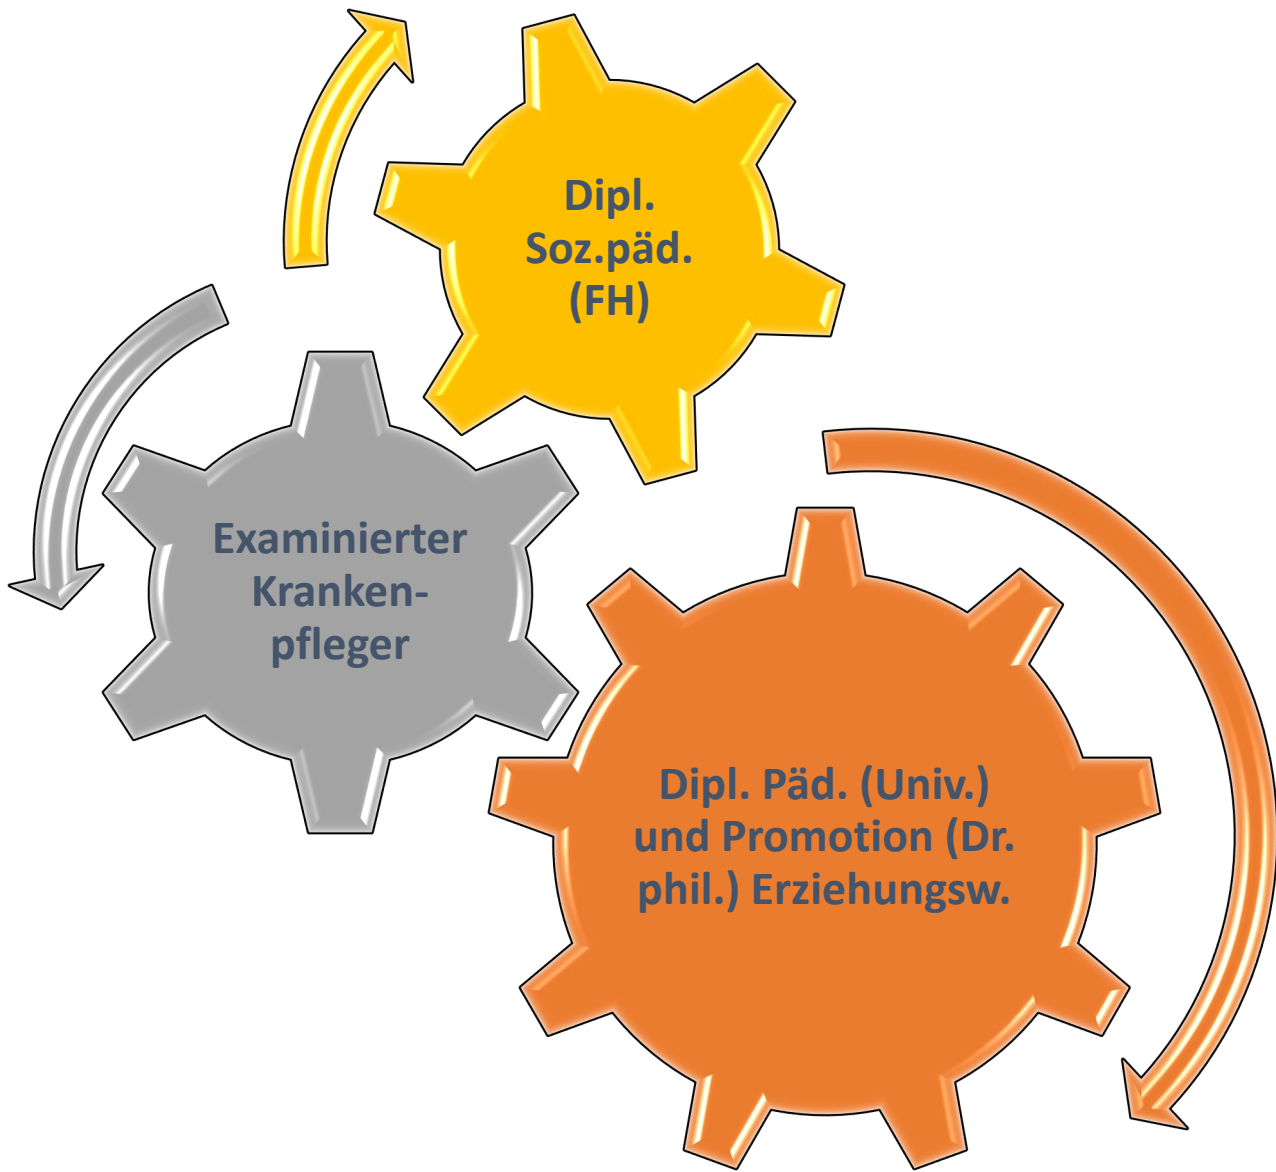 Dipl.
Soz.päd.
(FH)
Examinierter
Kranken-
pfleger
Dipl. Päd. (Univ.)
und Promotion (Dr.
phil.) Erziehungsw.